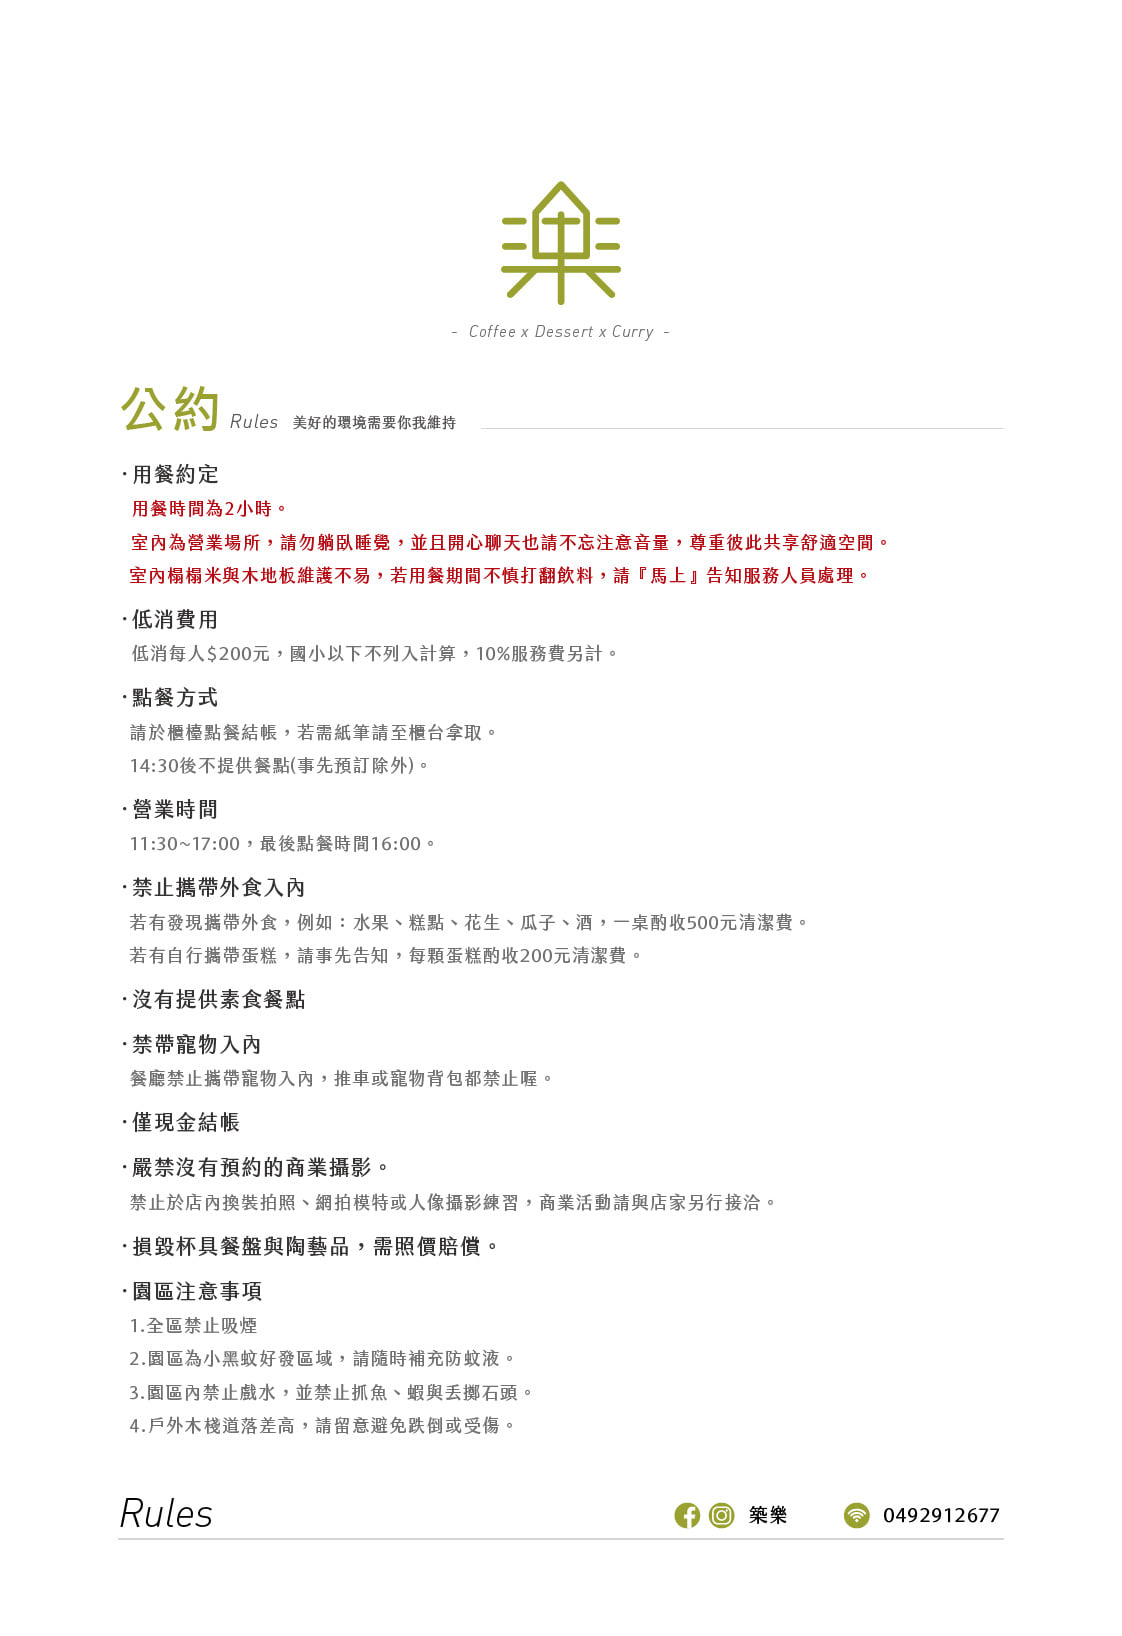 - Coffee x Dessert x Curry -
公約 Rules 美好的環境需要你我維持
·用餐約定
用餐時間為2小時。
室內為營業場所，請勿躺臥睡覺，並且開心聊天也請不忘注意音量，尊重彼此共享舒適空間。
室內榻榻米與木地板維護不易，若用餐期間不慎打翻飲料，請『馬上』告知服務人員處理。
·低消費用
低消每人$200元，國小以下不列入計算，10%服務費另計。
·點餐方式
請於櫃檯點餐結帳，若需紙筆請至櫃台拿取。
14:30後不提供餐點(事先預訂除外)。
·營業時間
11:30~17:00，最後點餐時間16:00。
·禁止攜帶外食入內
若有發現攜帶外食，例如：水果、糕點、花生、瓜子、酒，一桌酌收500元清潔費。
若有自行攜帶蛋糕，請事先告知，每顆蛋糕酌收200元清潔費。
·沒有提供素食餐點
·禁帶寵物入內
餐廳禁止攜帶寵物入內，推車或寵物背包都禁止喔。
·僅現金結帳
·嚴禁沒有預約的商業攝影。
禁止於店內換裝拍照、網拍模特或人像攝影練習，商業活動請與店家另行接洽。
·損毀杯具餐盤與陶藝品，需照價賠償。
·園區注意事項
1.全區禁止吸煙
2.園區為小黑蚊好發區域，請隨時補充防蚊液。
3.園區內禁止戲水，並禁止抓魚、蝦與丟擲石頭。
4.戶外木棧道落差高，請留意避免跌倒或受傷。
Rules 築樂 0492912677